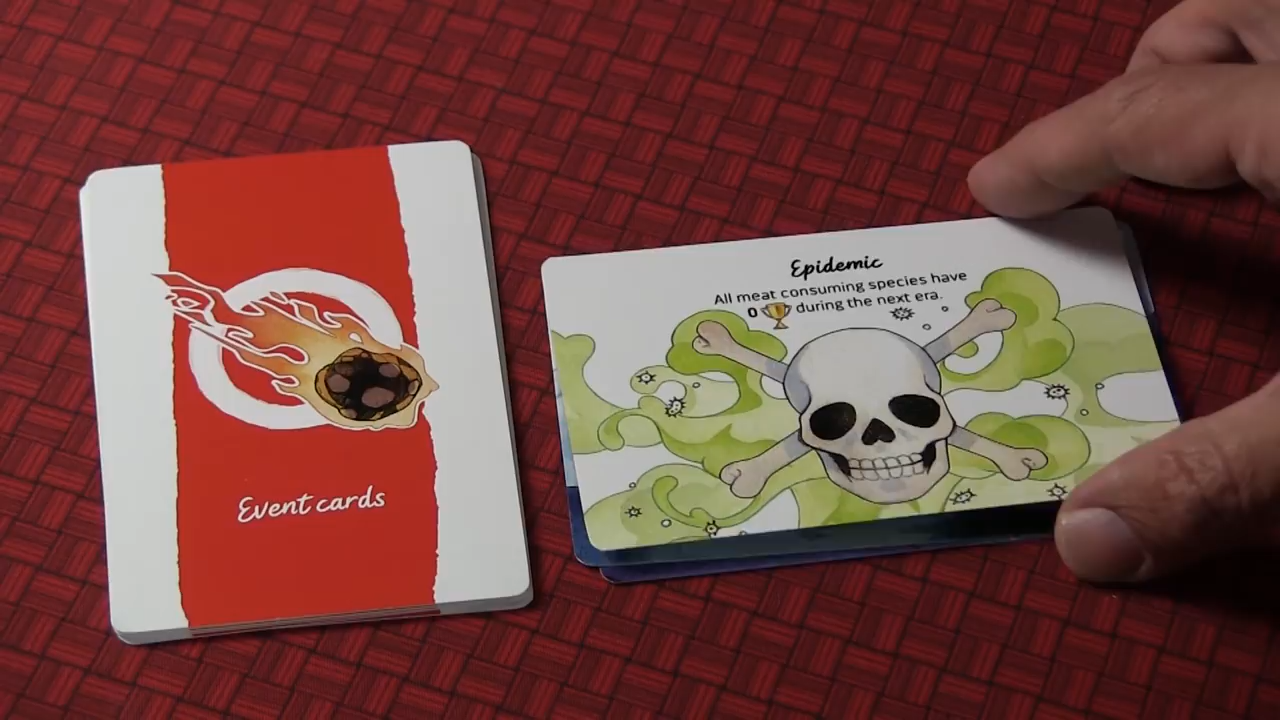 Event cards
Epidemic
All meat consuming species have
0 🏆 during the next era.